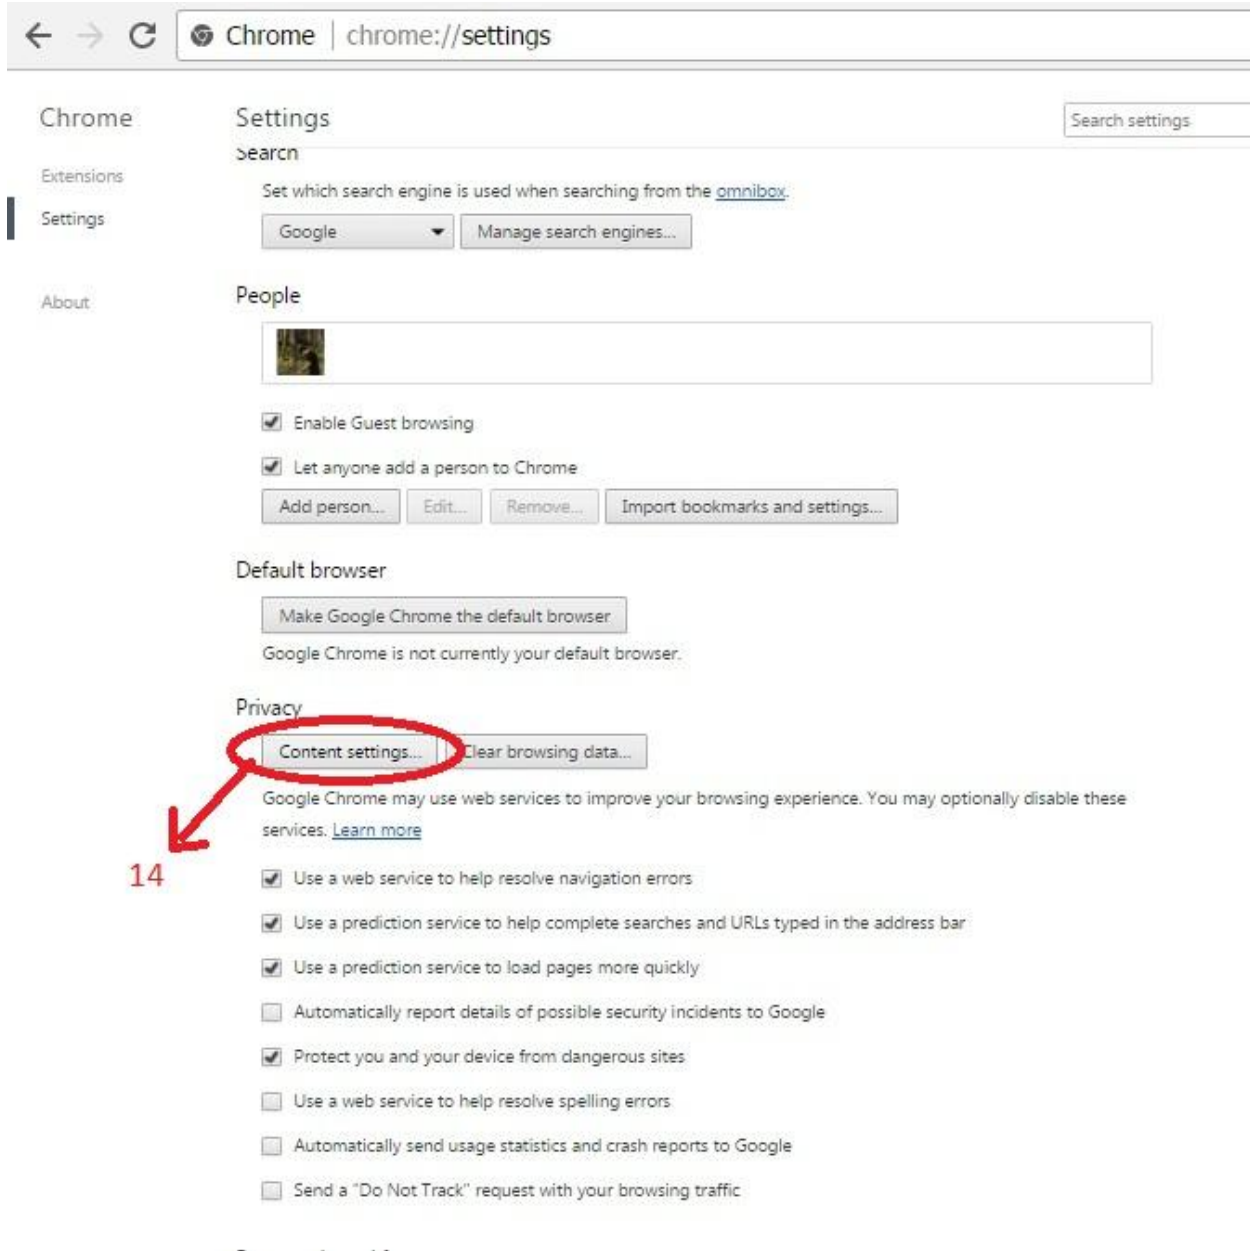 Chrome | chrome://settings
Chrome
Settings
Search settings
Extensions
Settings
About
Search
Set which search engine is used when searching from the omnibox.
Google
Manage search engines...
People
Enable Guest browsing
Let anyone add a person to Chrome
Add person...
Edit...
Remove...
Import bookmarks and settings...
Default browser
Make Google Chrome the default browser
Google Chrome is not currently your default browser.
Privacy
Content settings...
Clear browsing data...
Google Chrome may use web services to improve your browsing experience. You may optionally disable these
services. Learn more
14
Use a web service to help resolve navigation errors
Use a prediction service to help complete searches and URLs typed in the address bar
Use a prediction service to load pages more quickly
Automatically report details of possible security incidents to Google
Protect you and your device from dangerous sites
Use a web service to help resolve spelling errors
Automatically send usage statistics and crash reports to Google
Send a "Do Not Track" request with your browsing traffic